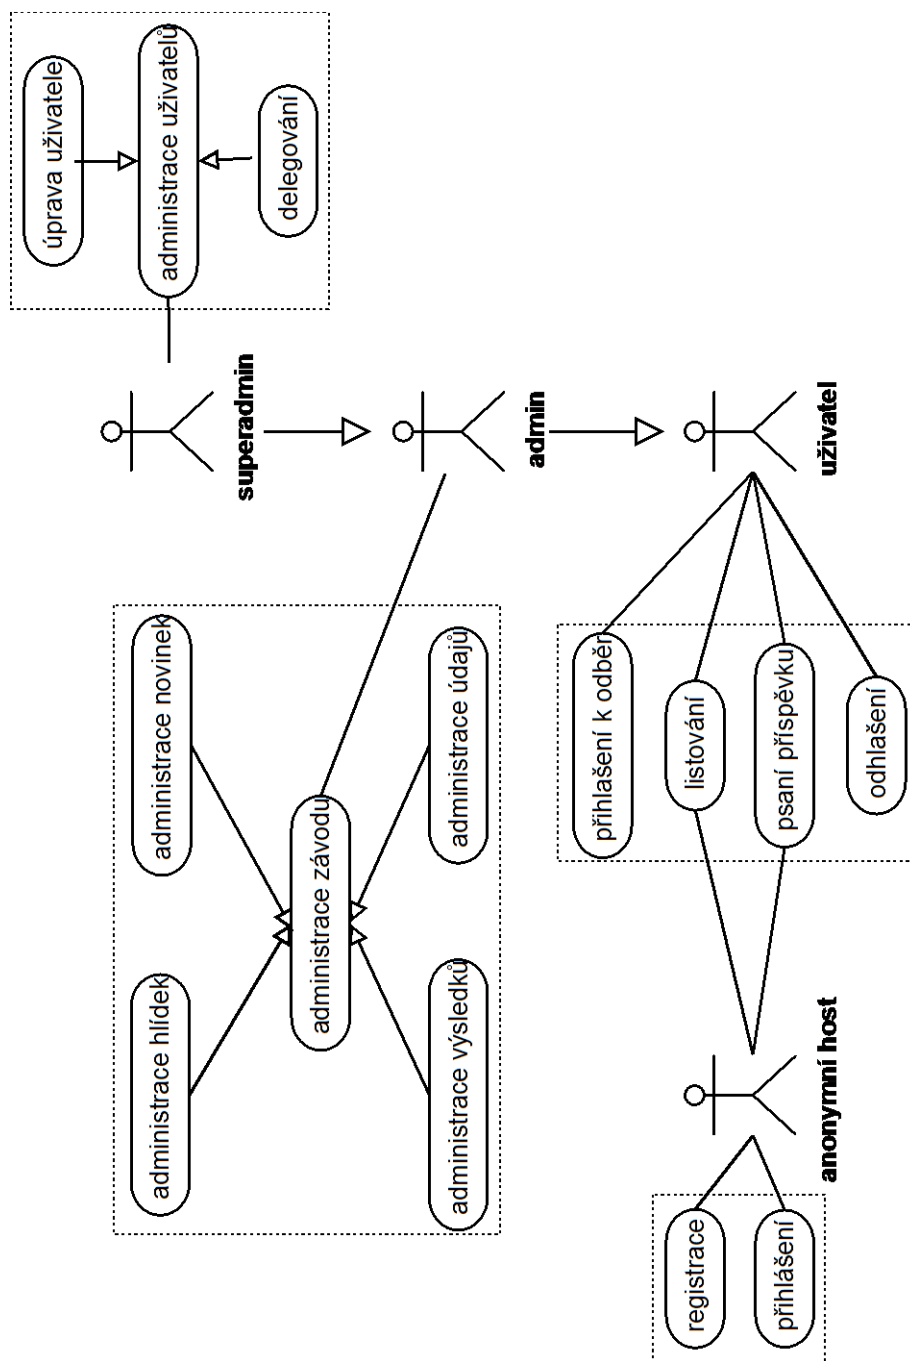 úprava uživatele
administrace hlídek
administrace novinek
administrace uživatelů
superadmin
delegování
administrace závodu
administrace výsledků
administrace údajů
admin
přihlašení k odběr
registrace
listování
přihlášení
psaní příspěvku
anonymní host
uživatel
odhlašení